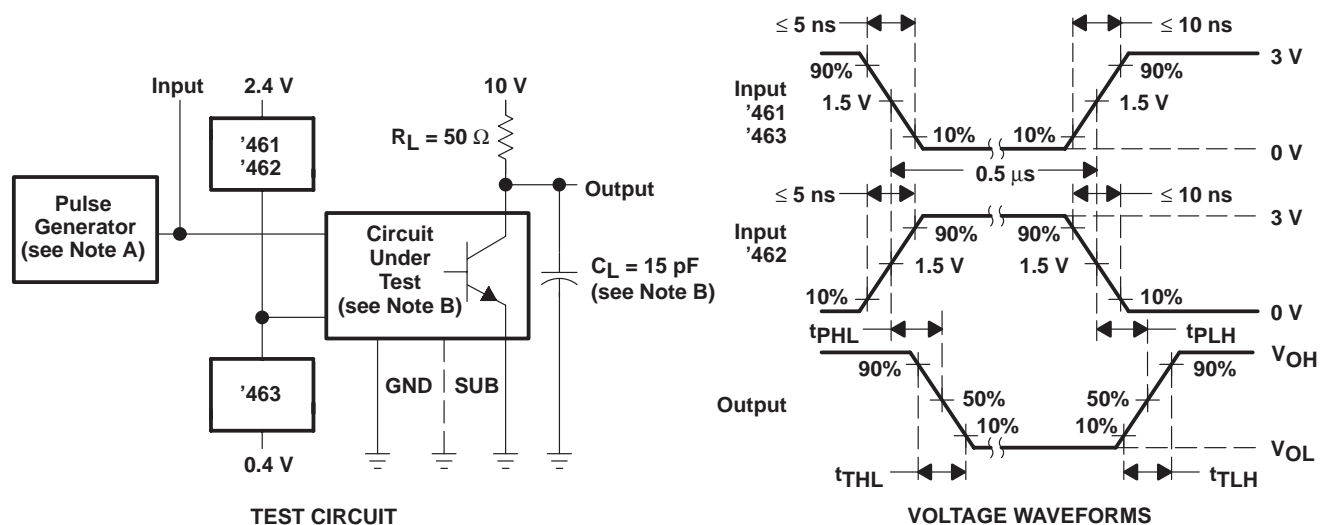 Input
2.4 V
10 V
'461
'462
RL = 50 Ω
Output
Pulse
Generator
(see Note A)
Circuit
Under
Test
(see Note B)
CL = 15 pF
(see Note B)
'463
GND
SUB
0.4 V
TEST CIRCUIT
≤ 5 ns
≤ 10 ns
3 V
90%
90%
Input
'461
'463
1.5 V
1.5 V
10%
10%
0 V
0.5 μs
≤ 5 ns
≤ 10 ns
3 V
Input
'462
90%
90%
1.5 V
1.5 V
10%
10%
0 V
tPHL
tPLH
VOH
90%
90%
Output
50%
50%
10%
10%
VOL
tTHL
tTLH
VOLTAGE WAVEFORMS